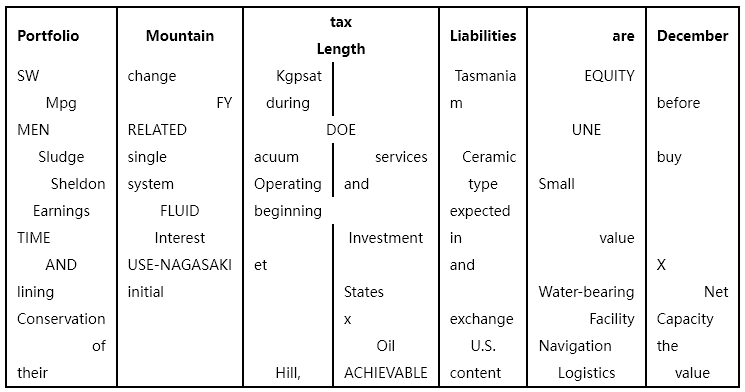 Portfolio Mountain tax Length Liabilities are December
SW change Kgpsat Tasmania EQUITY
Mpg FY during m before
MEN RELATED DOE UNE
Sludge single acuum services Ceramic buy
Sheldon system Operating and type Small
Earnings FLUID beginning expected
TIME Interest Investment in value
AND USE-NAGASAKI et and X
lining initial States Water-bearing Net
Conservation x exchange Facility Capacity
of Oil U.S. Navigation the
their Hill, ACHIEVABLE content Logistics value